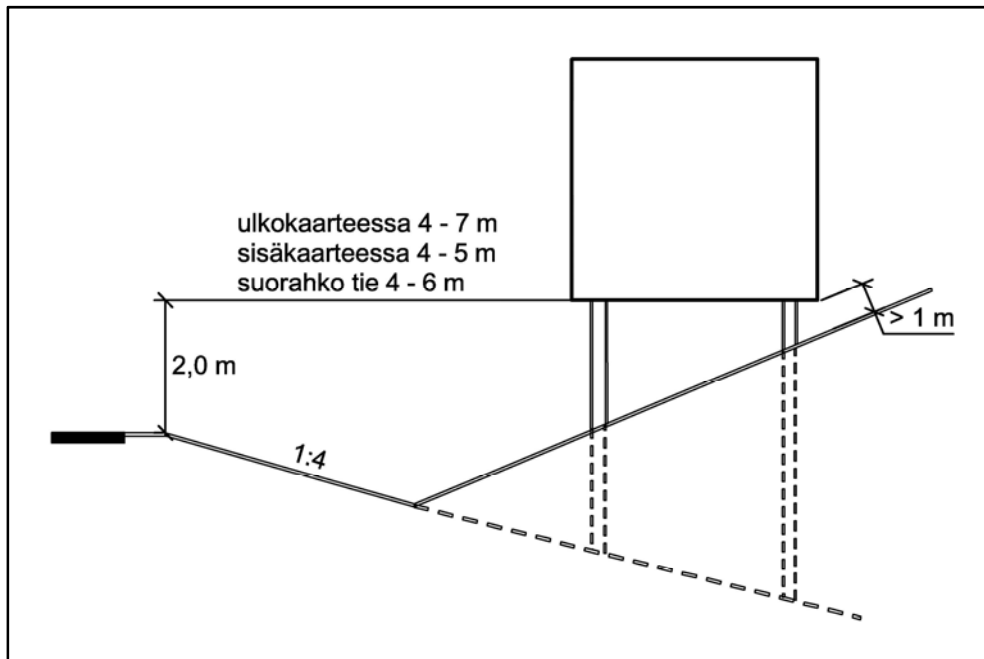 ulkokaarteessa 4 - 7 m
sisäkaarteessa 4 - 5 m
suorahko tie 4 - 6 m
> 1 m
2,0 m
1:4